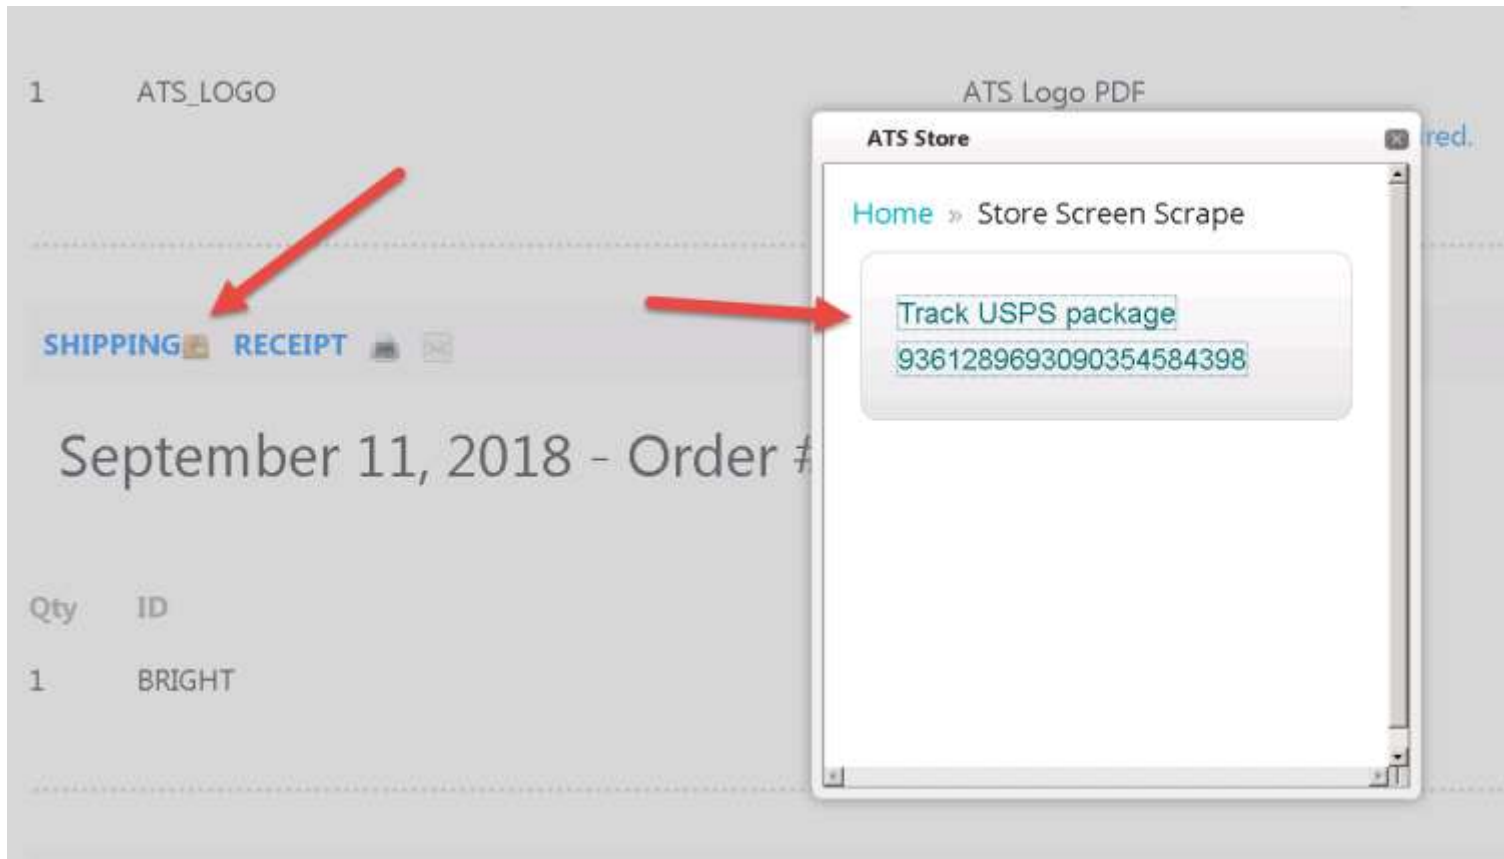 1 ATS_LOGO ATS Logo PDF
red.
ATS Store
Home » Store Screen Scrape
Track USPS package
9361289693090354584398
SHIPPING RECEIPT
September 11, 2018 - Order #
Qty ID
1 BRIGHT